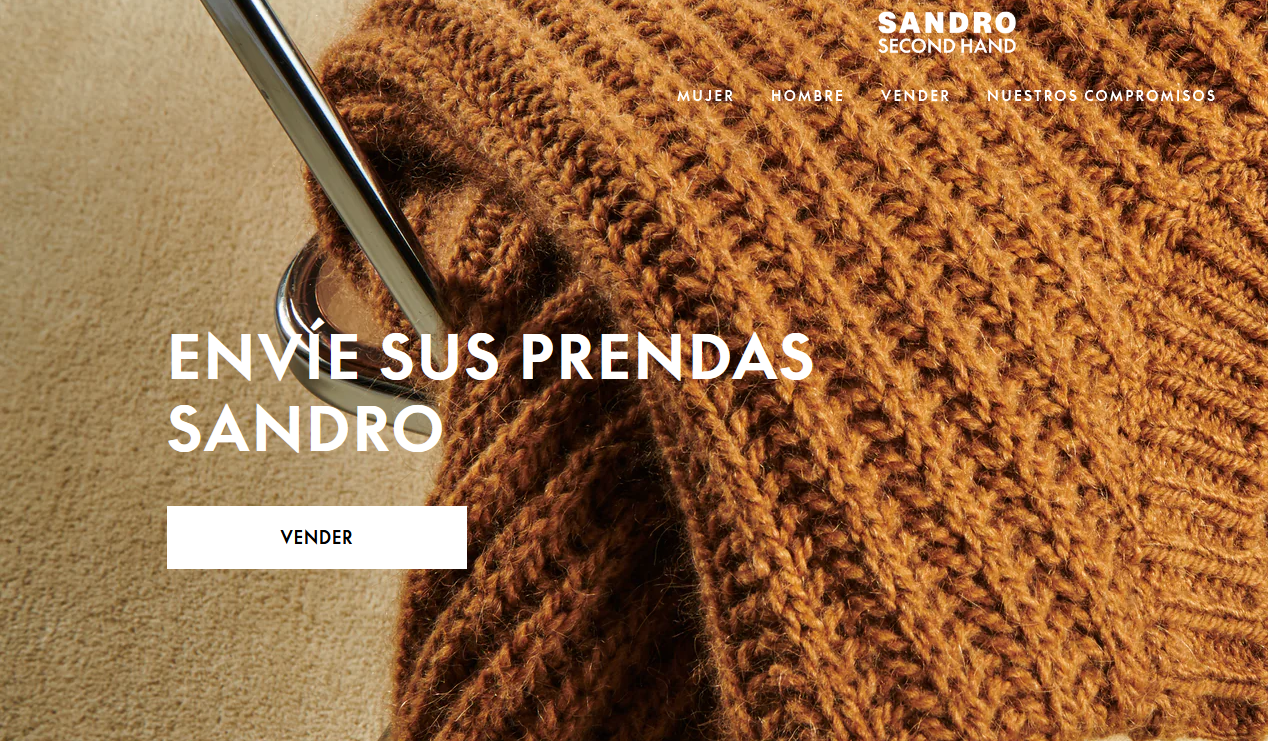 SANDRO
SECOND HAND
MUJER HOMBRE VENDER NUESTROS COMPROMISOS
ENVÍE SUS PRENDAS
SANDRO
VENDER